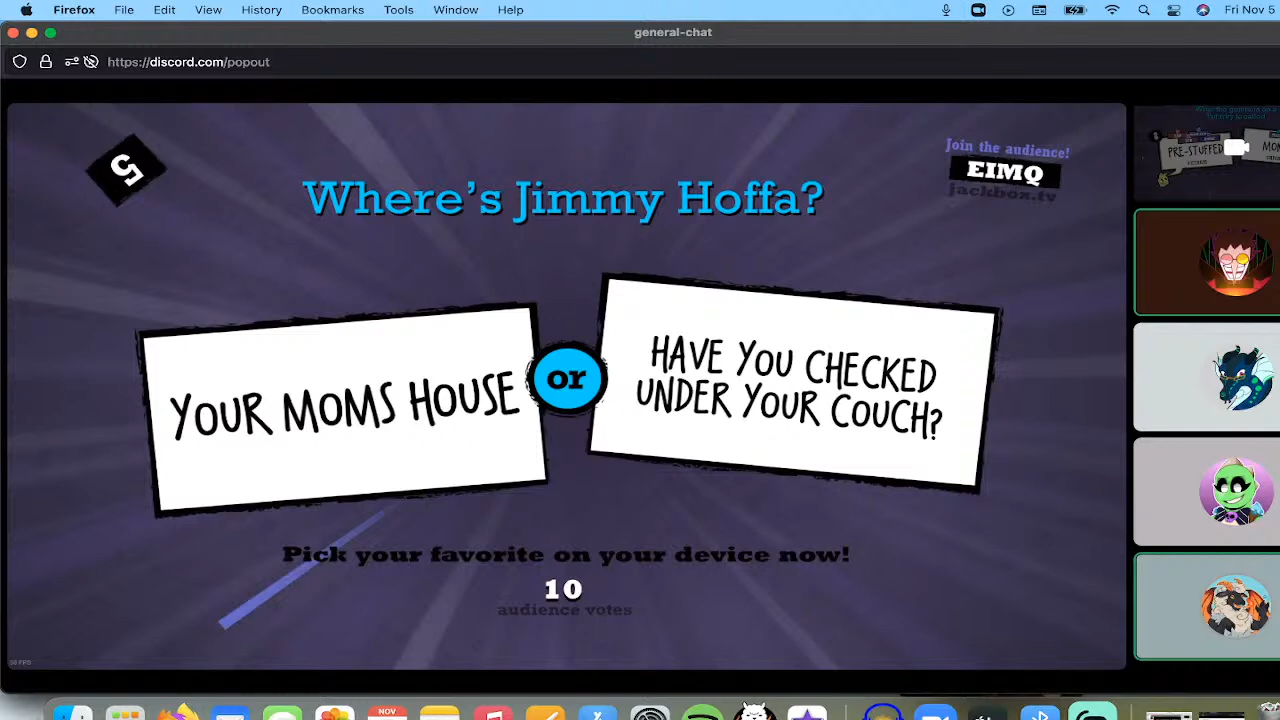 Firefox File Edit View History Bookmarks Tools Window Help Fri Nov 5
general-chat
https://discord.com/popout
5
Where's Jimmy Hoffa?
Join the audience!
EIMQ
jackbox.tv
PRE-STUFFED
YOUR MOMS HOUSE
or
HAVE YOU CHECKED
UNDER YOUR COUCH?
Pick your favorite on your device now!
10
audience votes
NOV